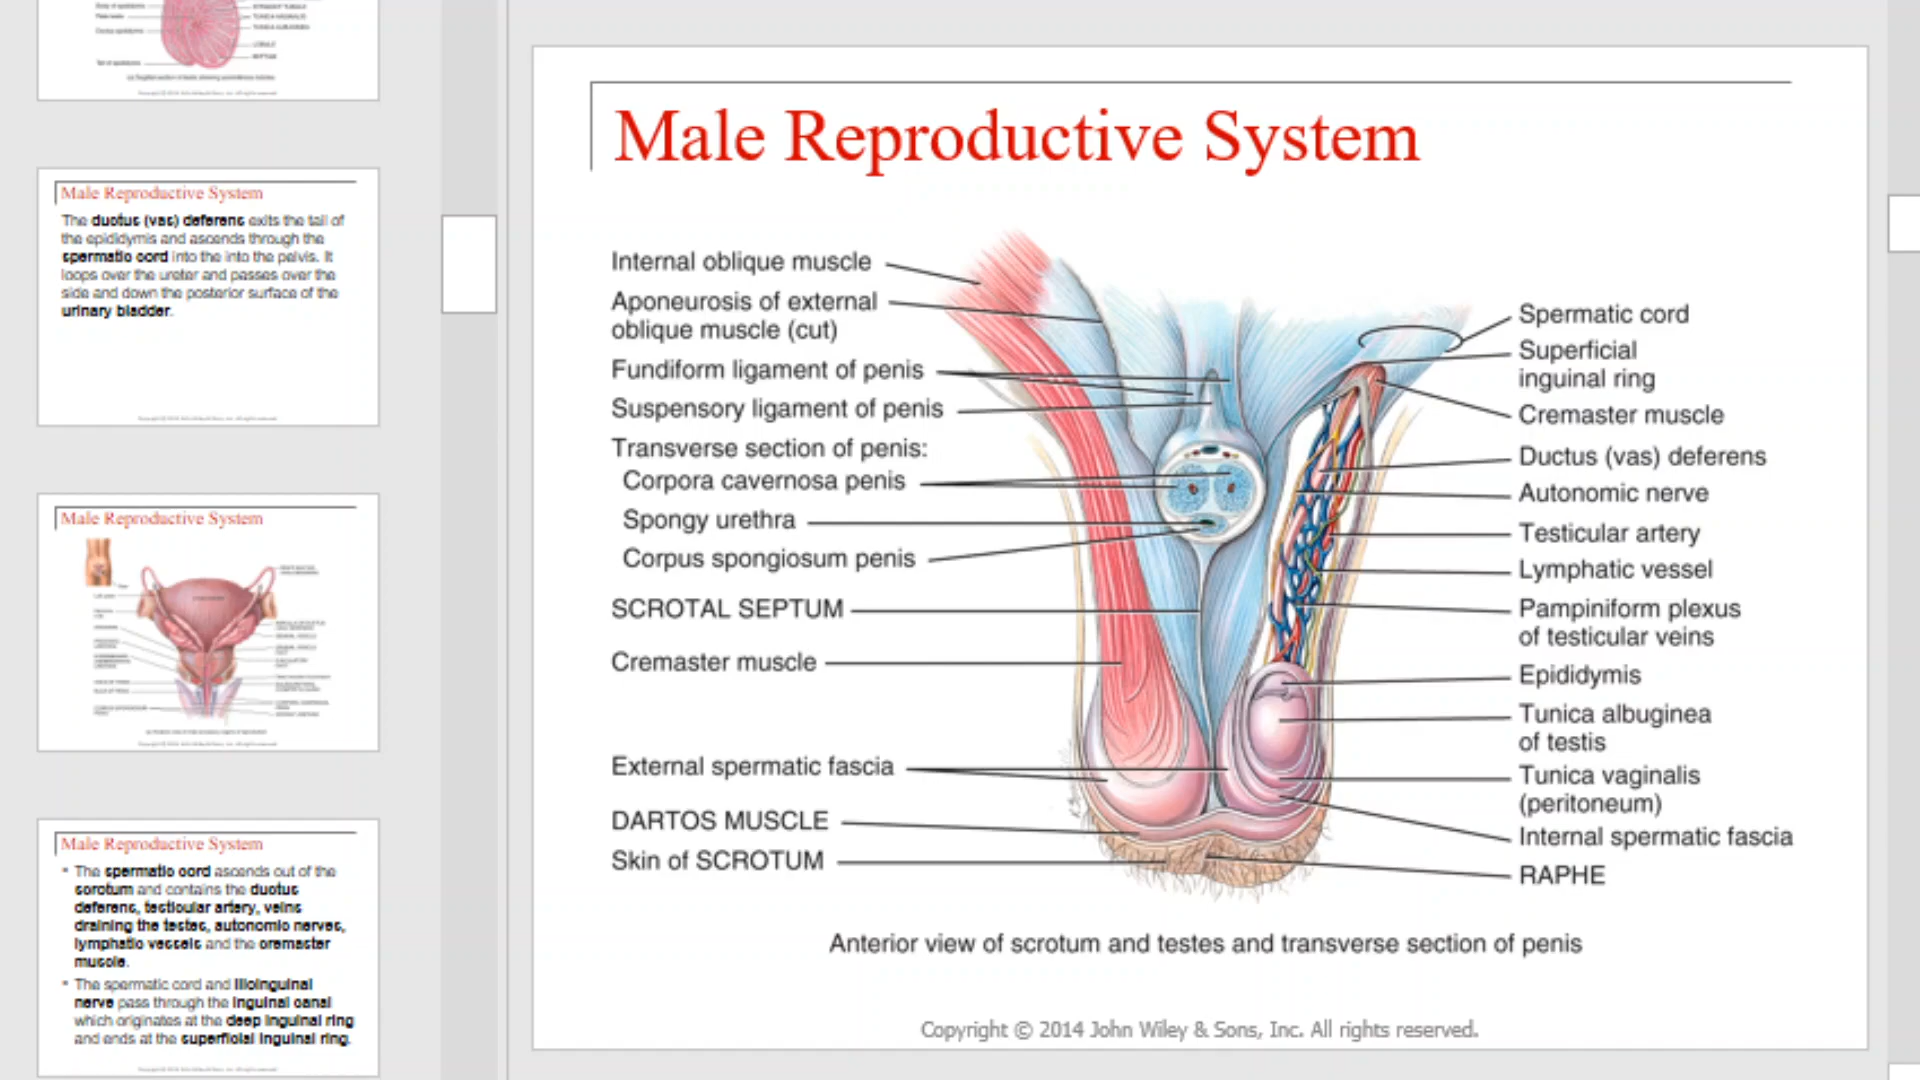 Male Reproductive System
The ductus (vas) deferens exits the tail of
the epididymis and ascends through the
spermatic cord into the into the pelvis. It
loops over the ureter and passes over the
side and down the posterior surface of the
urinary bladder.
Male Reproductive System
Male Reproductive System
The spermatic cord ascends out of the
scrotum and contains the ductus
deferens, testicular artery, veins
draining the testes, autonomic nerves,
lymphatic vessels and the cremaster
muscle.
The spermatic cord and ilioinguinal
nerve pass through the inguinal canal
which originates at the deep inguinal ring
and ends at the superficial inguinal ring.
Male Reproductive System
Internal oblique muscle
Aponeurosis of external
oblique muscle (cut)
Fundiform ligament of penis
Suspensory ligament of penis
Transverse section of penis:
Corpora cavernosa penis
Spongy urethra
Corpus spongiosum penis
SCROTAL SEPTUM
Cremaster muscle
External spermatic fascia
DARTOS MUSCLE
Skin of SCROTUM
Spermatic cord
Superficial
inguinal ring
Cremaster muscle
Ductus (vas) deferens
Autonomic nerve
Testicular artery
Lymphatic vessel
Pampiniform plexus
of testicular veins
Epididymis
Tunica albuginea
of testis
Tunica vaginalis
(peritoneum)
Internal spermatic fascia
RAPHE
Anterior view of scrotum and testes and transverse section of penis
Copyright © 2014 John Wiley & Sons, Inc. All rights reserved.